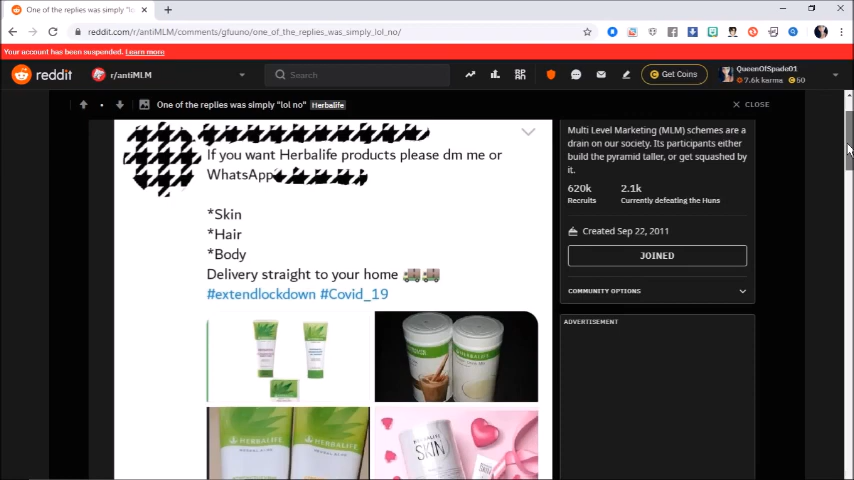 One of the replies was simply "lol
reddit.com/r/antiMLM/comments/gfuuno/one_of_the_replies_was_simply_lol_no/
Your account has been suspended. Learn more
reddit
r/antiMLM
Search
Get Coins
QueenOfSpade01
7.6k karma
50
One of the replies was simply "lol no"
Herbalife
CLOSE
If you want Herbalife products please dm me or
WhatsApp
*Skin
*Hair
*Body
Delivery straight to your home
#extendlockdown #Covid_19
HERBALIFE
HERBALIFE
SKIN
Multi Level Marketing (MLM) schemes are a
drain on our society. Its participants either
build the pyramid taller, or get squashed by
it.
620k
2.1k
Recruits
Currently defeating the Huns
Created Sep 22, 2011
JOINED
COMMUNITY OPTIONS
ADVERTISEMENT